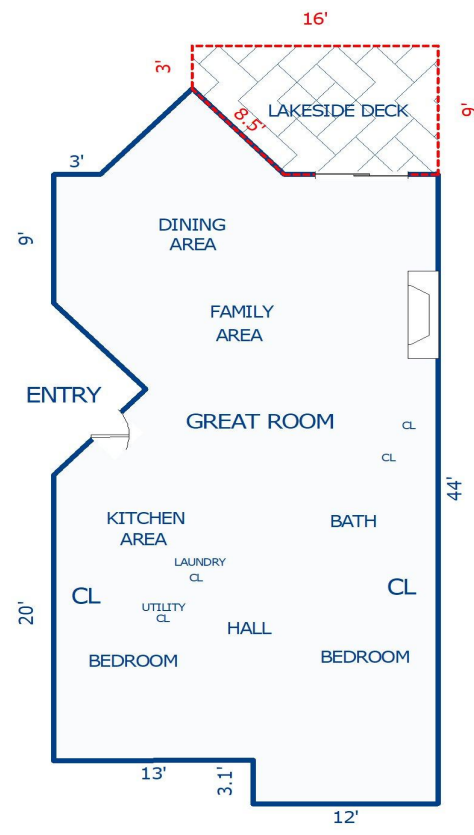 16'
3'
LAKESIDE DECK
9'
8.5'
3'
9'
DINING
AREA
FAMILY
AREA
ENTRY
GREAT ROOM
CL
CL
44'
KITCHEN
AREA
BATH
LAUNDRY
CL
CL
CL
UTILITY
CL
20'
HALL
BEDROOM
BEDROOM
13'
3.1'
12'